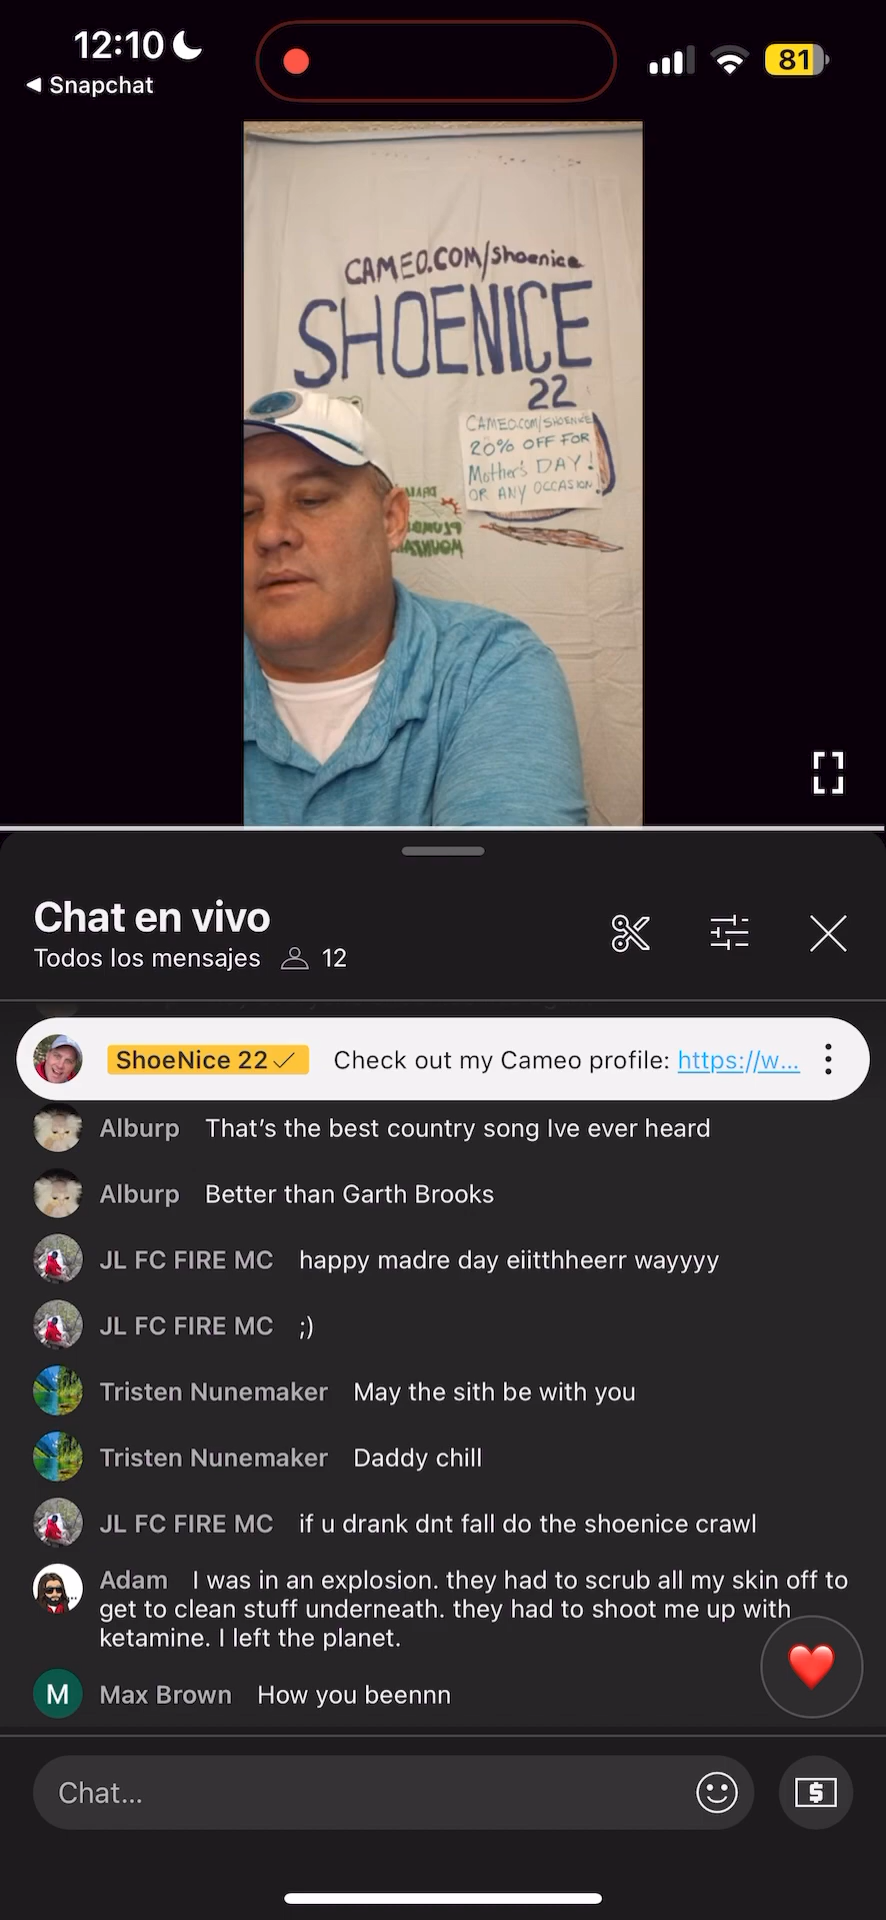 12:10
81
Snapchat
CAMEO.COM/shoenice
SHOENICE
22
CAMEO.COM/SHOENICE
20% OFF FOR
Mother's DAY!
OR ANY OCCASION
Chat en vivo
Todos los mensajes 12
ShoeNice 22 Check out my Cameo profile: https://w...
Alburp That's the best country song Ive ever heard
Alburp Better than Garth Brooks
JL FC FIRE MC happy madre day eiitthheerr wayyyy
JL FC FIRE MC ;)
Tristen Nunemaker May the sith be with you
Tristen Nunemaker Daddy chill
JL FC FIRE MC if u drank dnt fall do the shoenice crawl
Adam I was in an explosion. they had to scrub all my skin off to
get to clean stuff underneath. they had to shoot me up with
ketamine. I left the planet.
M Max Brown How you beennn
Chat...